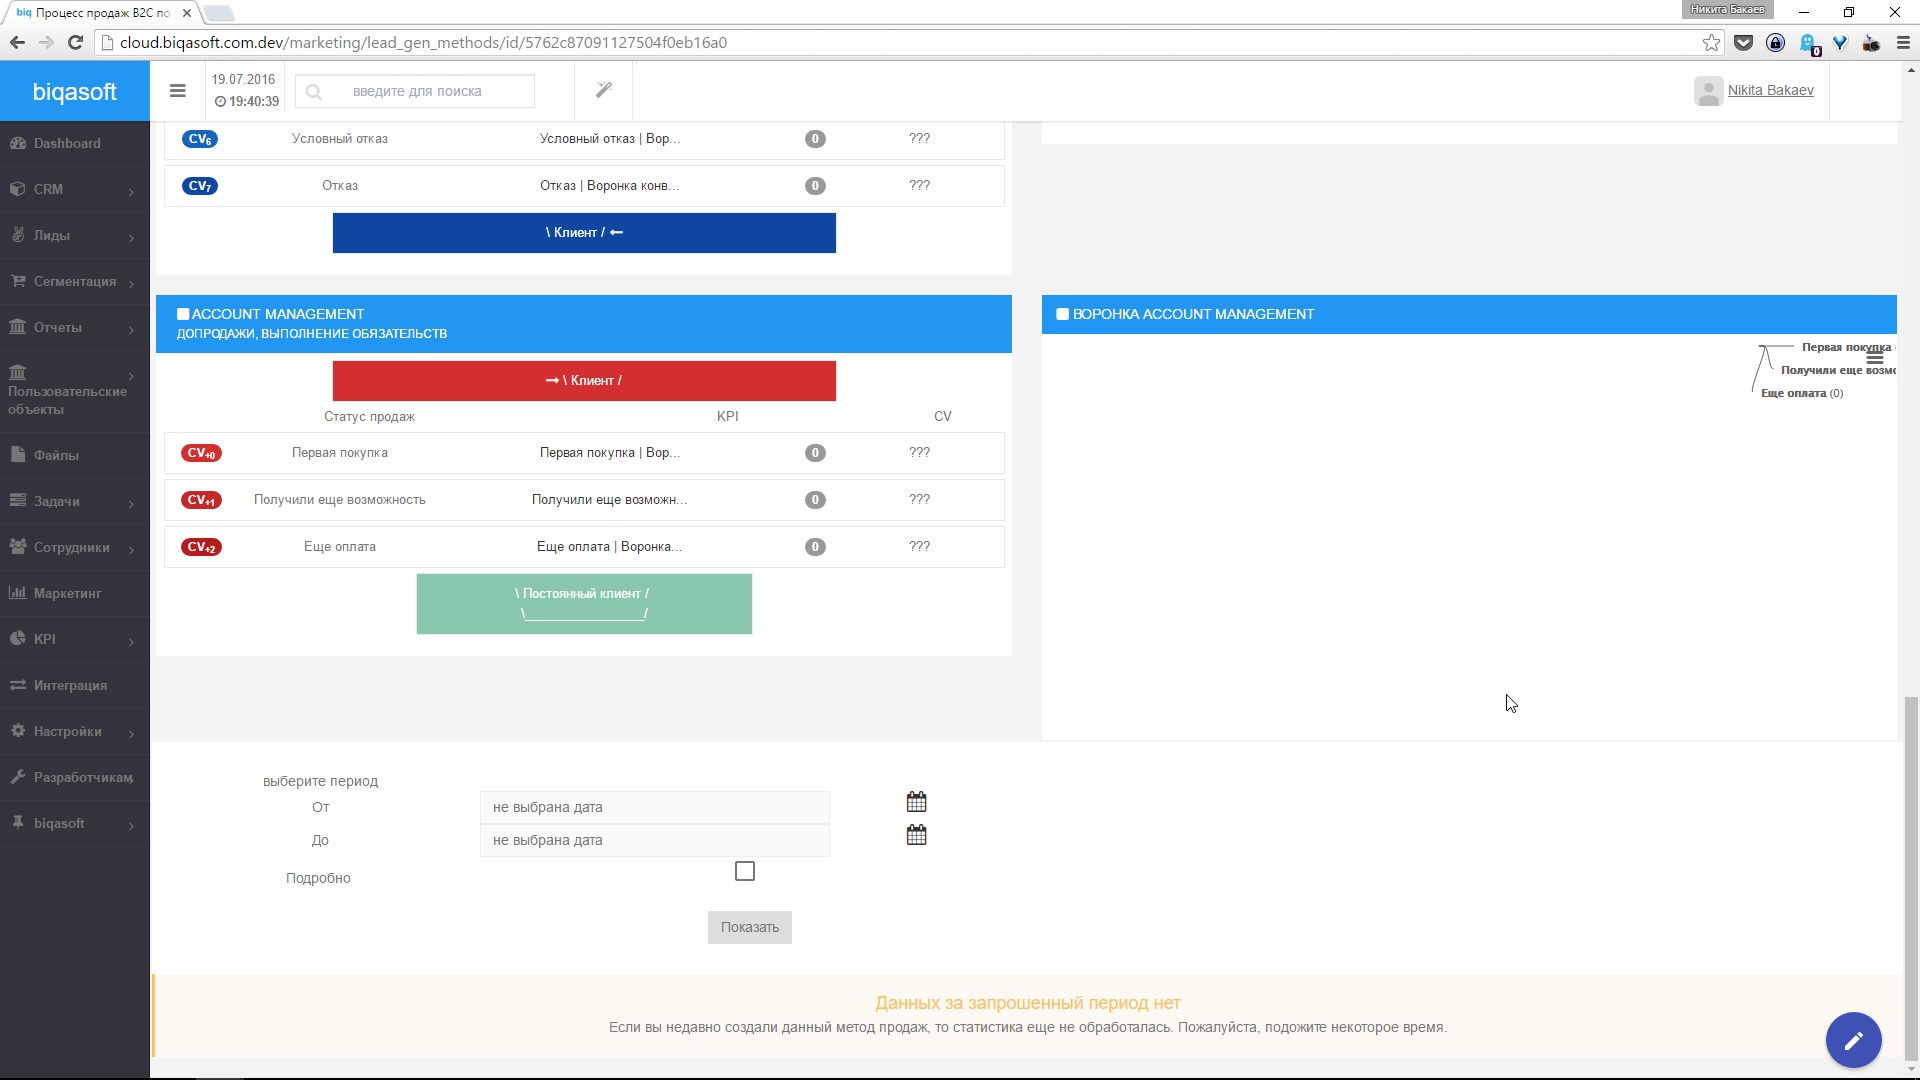 biq Процесс продаж B2C по
Никита Бакаев
cloud.biqasoft.com.dev/marketing/lead_gen_methods/id/5762c87091127504f0eb16a0
0
biqasoft
19.07.2016
19:40:39
введите для поиска
Nikita Bakaev
Dashboard
CRM
Лиды
Сегментация
Отчеты
Пользовательские
объекты
Файлы
Задачи
Сотрудники
Маркетинг
KPI
Интеграция
Настройки
Разработчикам
biqasoft
CV6 Условный отказ Условный отказ | Вор... 0 ???
CV7 Отказ Отказ | Воронка конв... 0 ???
\ Клиент /
ACCOUNT MANAGEMENT
ДОПРОДАЖИ, ВЫПОЛНЕНИЕ ОБЯЗАТЕЛЬСТВ
\ Клиент /
Статус продаж KPI CV
CV+0 Первая покупка Первая покупка | Вор... 0 ???
CV+1 Получили еще возможность Получили еще возможн... 0 ???
CV+2 Еще оплата Еще оплата | Воронка... 0 ???
\ Постоянный клиент /
\_________________/
ВОРОНКА ACCOUNT MANAGEMENT
Первая покупка
Получили еще возмо
Еще оплата (0)
выберите период
От не выбрана дата
До не выбрана дата
Подробно
Показать
Данных за запрошенный период нет
Если вы недавно создали данный метод продаж, то статистика еще не обработалась. Пожалуйста, подожите некоторое время.